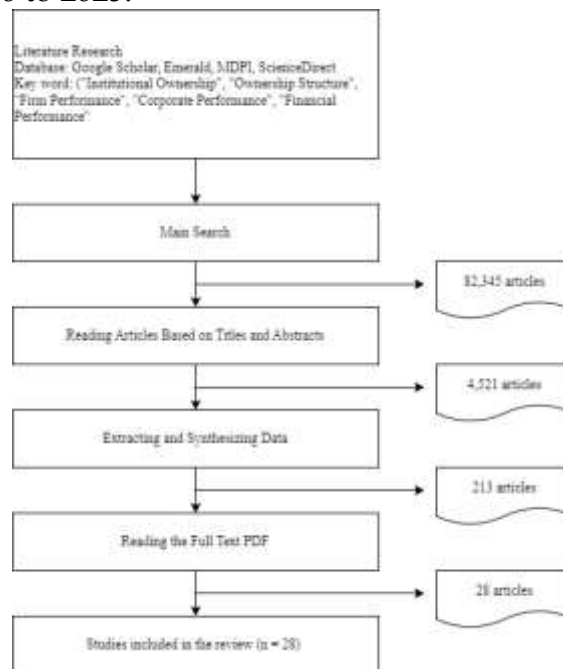 to 2023.
Literature Research
Database: Google Scholar, Emerald, MDPI, ScienceDirect
Key word: ("Institutional Ownership", "Ownership Structure",
"Firm Performance", "Corporate Performance", "Financial
Performance"
Main Search
82,345 articles
Reading Articles Based on Titles and Abstracts
4,521 articles
Extracting and Synthesizing Data
213 articles
Reading the Full Text PDF
28 articles
Studies included in the review (n = 28)